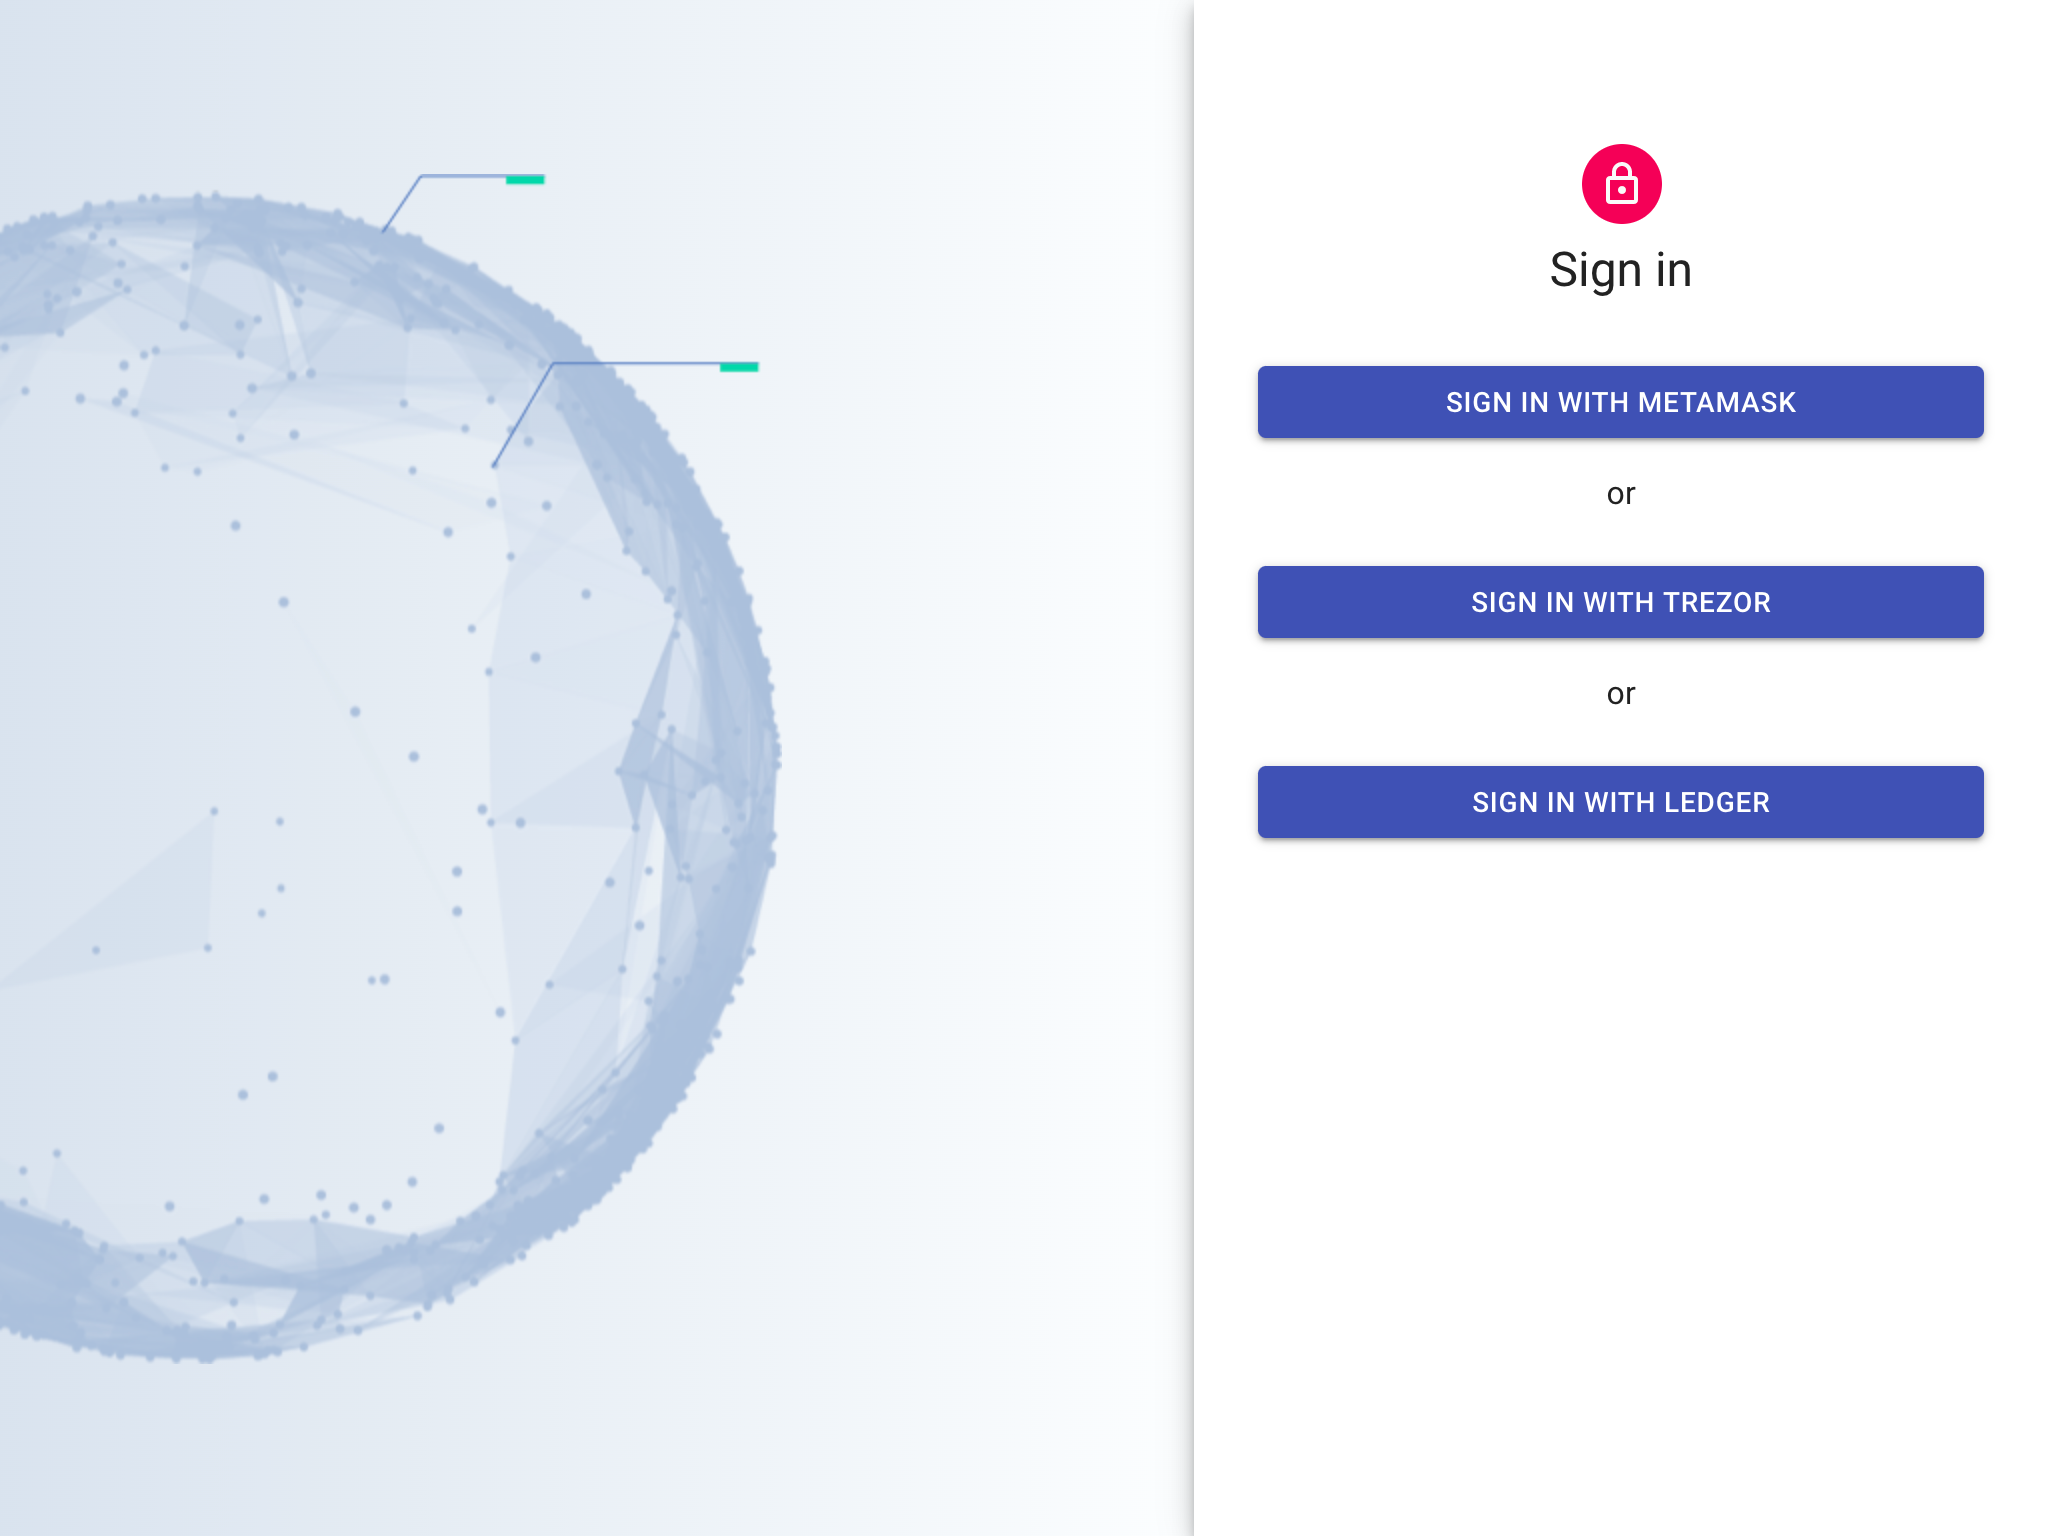 Sign in
SIGN IN WITH METAMASK
or
SIGN IN WITH TREZOR
or
SIGN IN WITH LEDGER